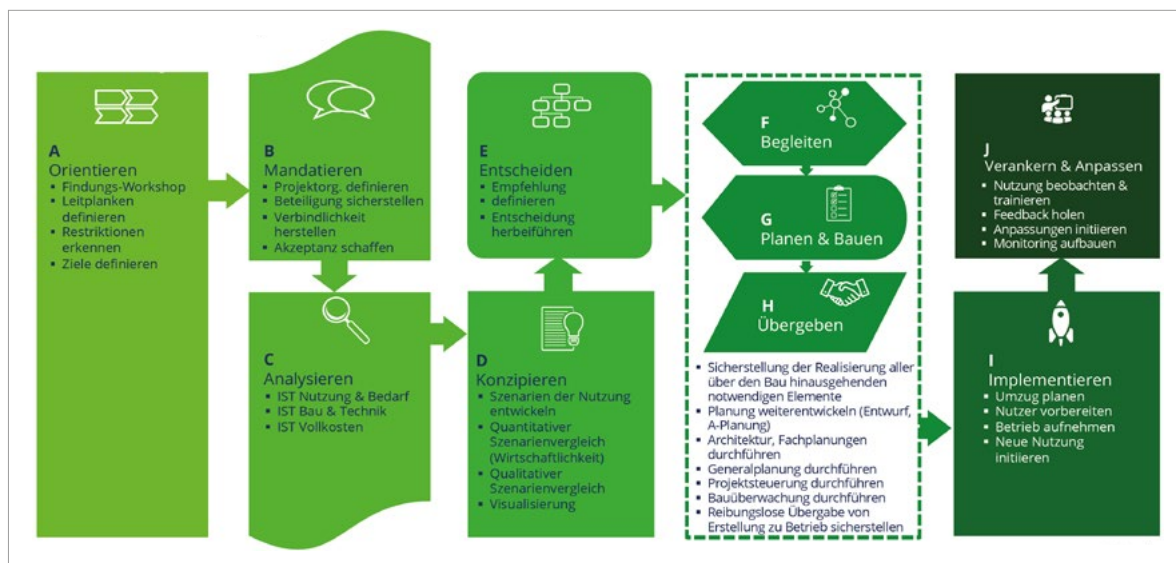 A
Orientieren
▪ Findungs-Workshop
▪ Leitplanken
definieren
▪ Restriktionen
erkennen
▪ Ziele definieren
B
Mandatieren
▪ Projektorg. definieren
▪ Beteiligung sicherstellen
▪ Verbindlichkeit
herstellen
▪ Akzeptanz schaffen
C
Analysieren
▪ IST Nutzung & Bedarf
▪ IST Bau & Technik
▪ IST Vollkosten
D
Konzipieren
▪ Szenarien der Nutzung
entwickeln
▪ Quantitativer
Szenarienvergleich
(Wirtschaftlichkeit)
▪ Qualitativer
Szenarienvergleich
▪ Visualisierung
E
Entscheiden
▪ Empfehlung
▪ definieren
▪ Entscheidung
herbeiführen
F
Begleiten
G
Planen & Bauen
H
Übergeben
▪ Sicherstellung der Realisierung aller
über den Bau hinausgehenden
notwendigen Elemente
▪ Planung weiterentwickeln (Entwurf,
A-Planung)
▪ Architektur, Fachplanungen
durchführen
▪ Generalplanung durchführen
▪ Projektsteuerung durchführen
▪ Bauüberwachung durchführen
▪ Reibungslose Übergabe von
Erstellung zu Betrieb sicherstellen
I
Implementieren
▪ Umzug planen
▪ Nutzer vorbereiten
▪ Betrieb aufnehmen
▪ Neue Nutzung
initiieren
J
Verankern & Anpassen
▪ Nutzung beobachten &
trainieren
▪ Feedback holen
▪ Anpassungen initiieren
▪ Monitoring aufbauen